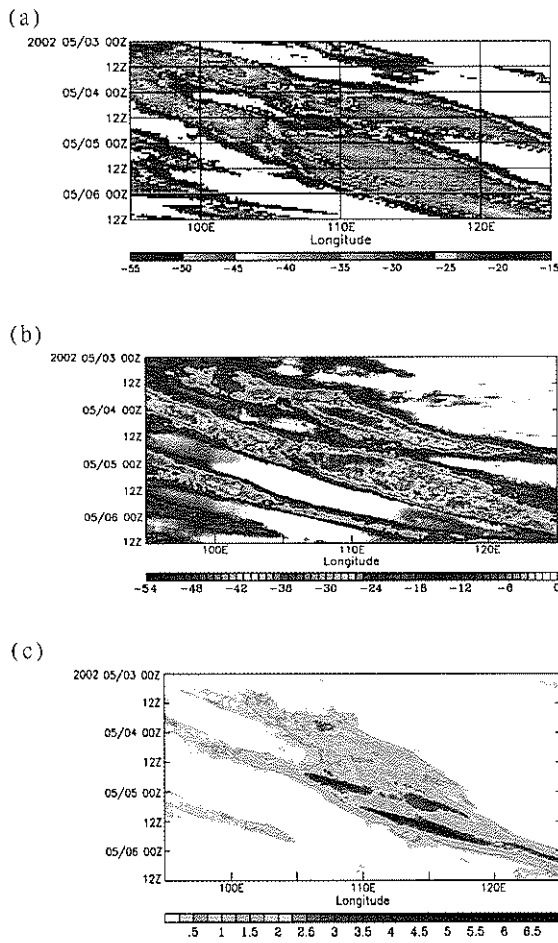 (a)
2002 05/03 00Z
12Z
05/04 00Z
12Z
05/05 00Z
12Z
05/06 00Z
12Z
100E 110E 120E
Longitude
-55 -50 -45 -40 -35 -30 -25 -20 -15
(b)
2002 05/03 00Z
12Z
05/04 00Z
12Z
05/05 00Z
12Z
05/06 00Z
12Z
100E 110E 120E
Longitude
-54 -48 -42 -36 -30 -24 -18 -12 -6 0
(c)
2002 05/03 00Z
12Z
05/04 00Z
12Z
05/05 00Z
12Z
05/06 00Z
12Z
100E 110E 120E
Longitude
.5 1 1.5 2 2.5 3 3.5 4 4.5 5 5.5 6 6.5